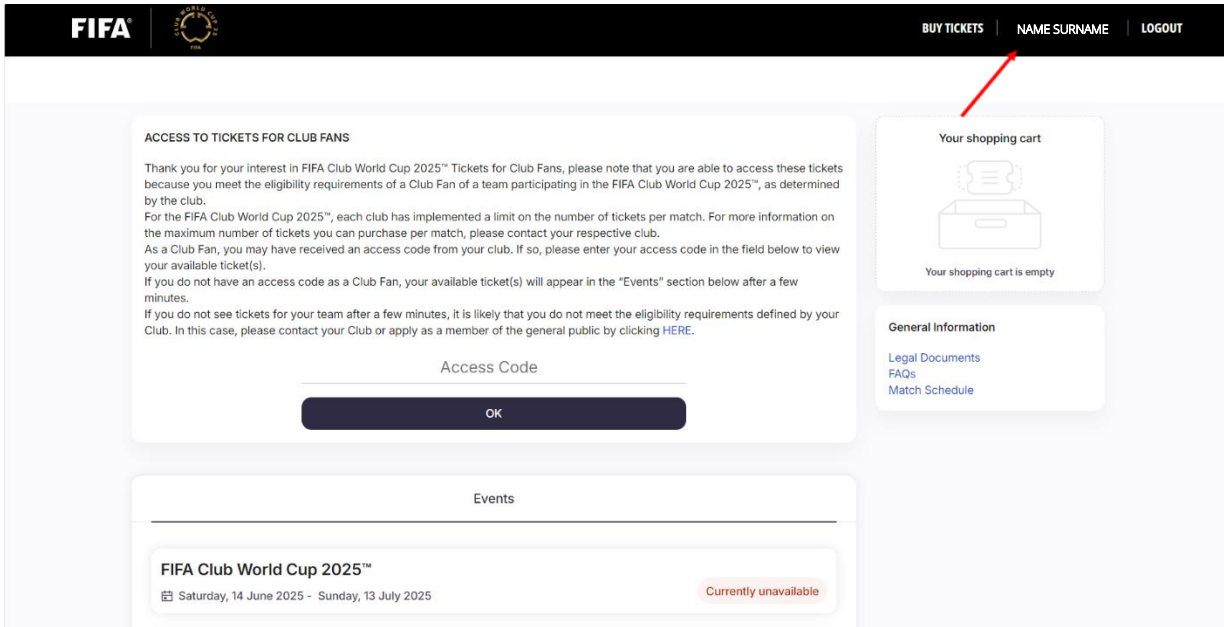 FIFA®
CLUB WORLD CUP 25
FIFA
BUY TICKETS
NAME SURNAME
LOGOUT
ACCESS TO TICKETS FOR CLUB FANS
Thank you for your interest in FIFA Club World Cup 2025™ Tickets for Club Fans, please note that you are able to access these tickets
because you meet the eligibility requirements of a Club Fan of a team participating in the FIFA Club World Cup 2025™, as determined
by the club.
For the FIFA Club World Cup 2025™, each club has implemented a limit on the number of tickets per match. For more information on
the maximum number of tickets you can purchase per match, please contact your respective club.
As a Club Fan, you may have received an access code from your club. If so, please enter your access code in the field below to view
your available ticket(s).
If you do not have an access code as a Club Fan, your available ticket(s) will appear in the “Events” section below after a few
minutes.
If you do not see tickets for your team after a few minutes, it is likely that you do not meet the eligibility requirements defined by your
Club. In this case, please contact your Club or apply as a member of the general public by clicking HERE.
Access Code
OK
Your shopping cart
Your shopping cart is empty
General Information
Legal Documents
FAQs
Match Schedule
Events
FIFA Club World Cup 2025™
Saturday, 14 June 2025 - Sunday, 13 July 2025
Currently unavailable